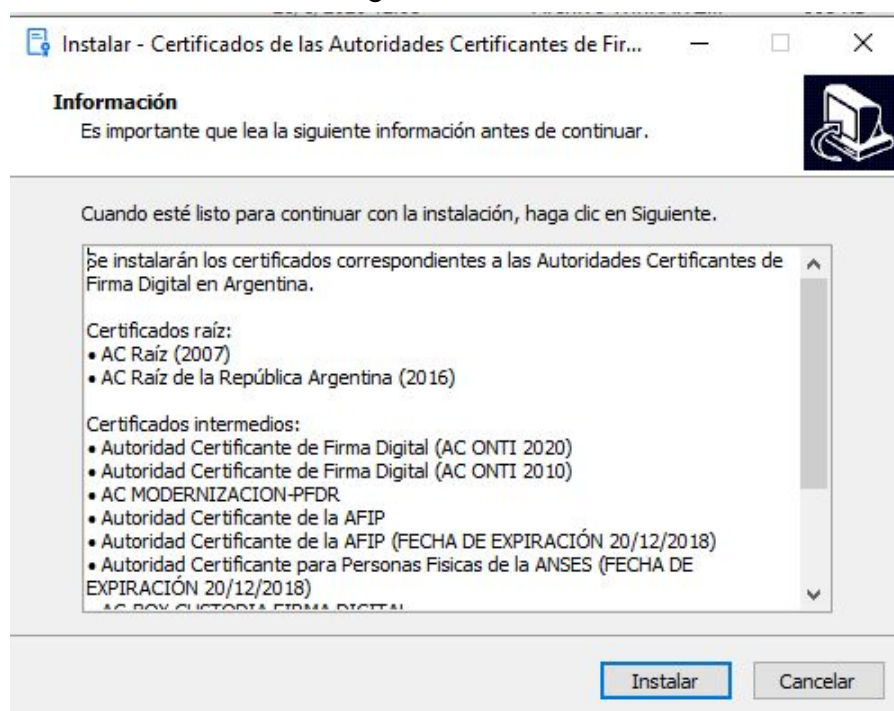 Instalar - Certificados de las Autoridades Certificantes de Fir...
Información
Es importante que lea la siguiente información antes de continuar.
Cuando esté listo para continuar con la instalación, haga clic en Siguiente.
Se instalarán los certificados correspondientes a las Autoridades Certificantes de
Firma Digital en Argentina.
Certificados raíz:
• AC Raíz (2007)
• AC Raíz de la República Argentina (2016)
Certificados intermedios:
• Autoridad Certificante de Firma Digital (AC ONTI 2020)
• Autoridad Certificante de Firma Digital (AC ONTI 2010)
• AC MODERNIZACION-PFDR
• Autoridad Certificante de la AFIP
• Autoridad Certificante de la AFIP (FECHA DE EXPIRACIÓN 20/12/2018)
• Autoridad Certificante para Personas Fisicas de la ANSES (FECHA DE
EXPIRACIÓN 20/12/2018)
• AC BOX CUSTODIA FIRMA DIGITAL
Instalar
Cancelar